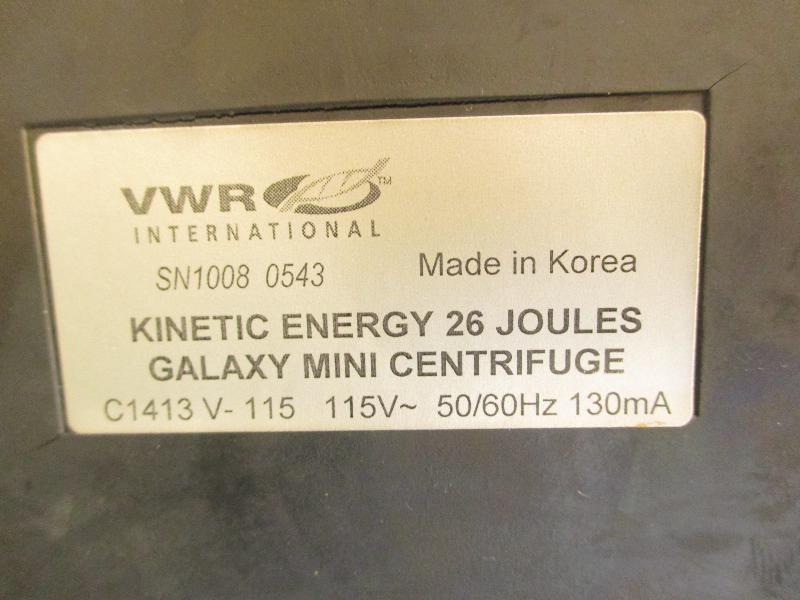 VWR™
INTERNATIONAL
SN1008 0543 Made in Korea
KINETIC ENERGY 26 JOULES
GALAXY MINI CENTRIFUGE
C1413 V- 115 115V~ 50/60Hz 130mA